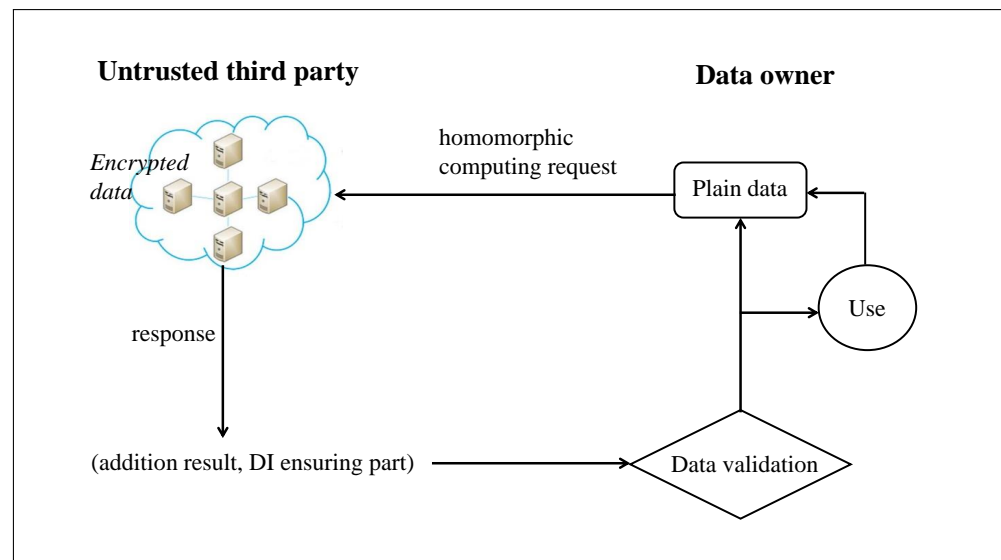 Untrusted third party
Data owner
Encrypted
data
homomorphic
computing request
Plain data
Use
response
(addition result, DI ensuring part)
Data validation